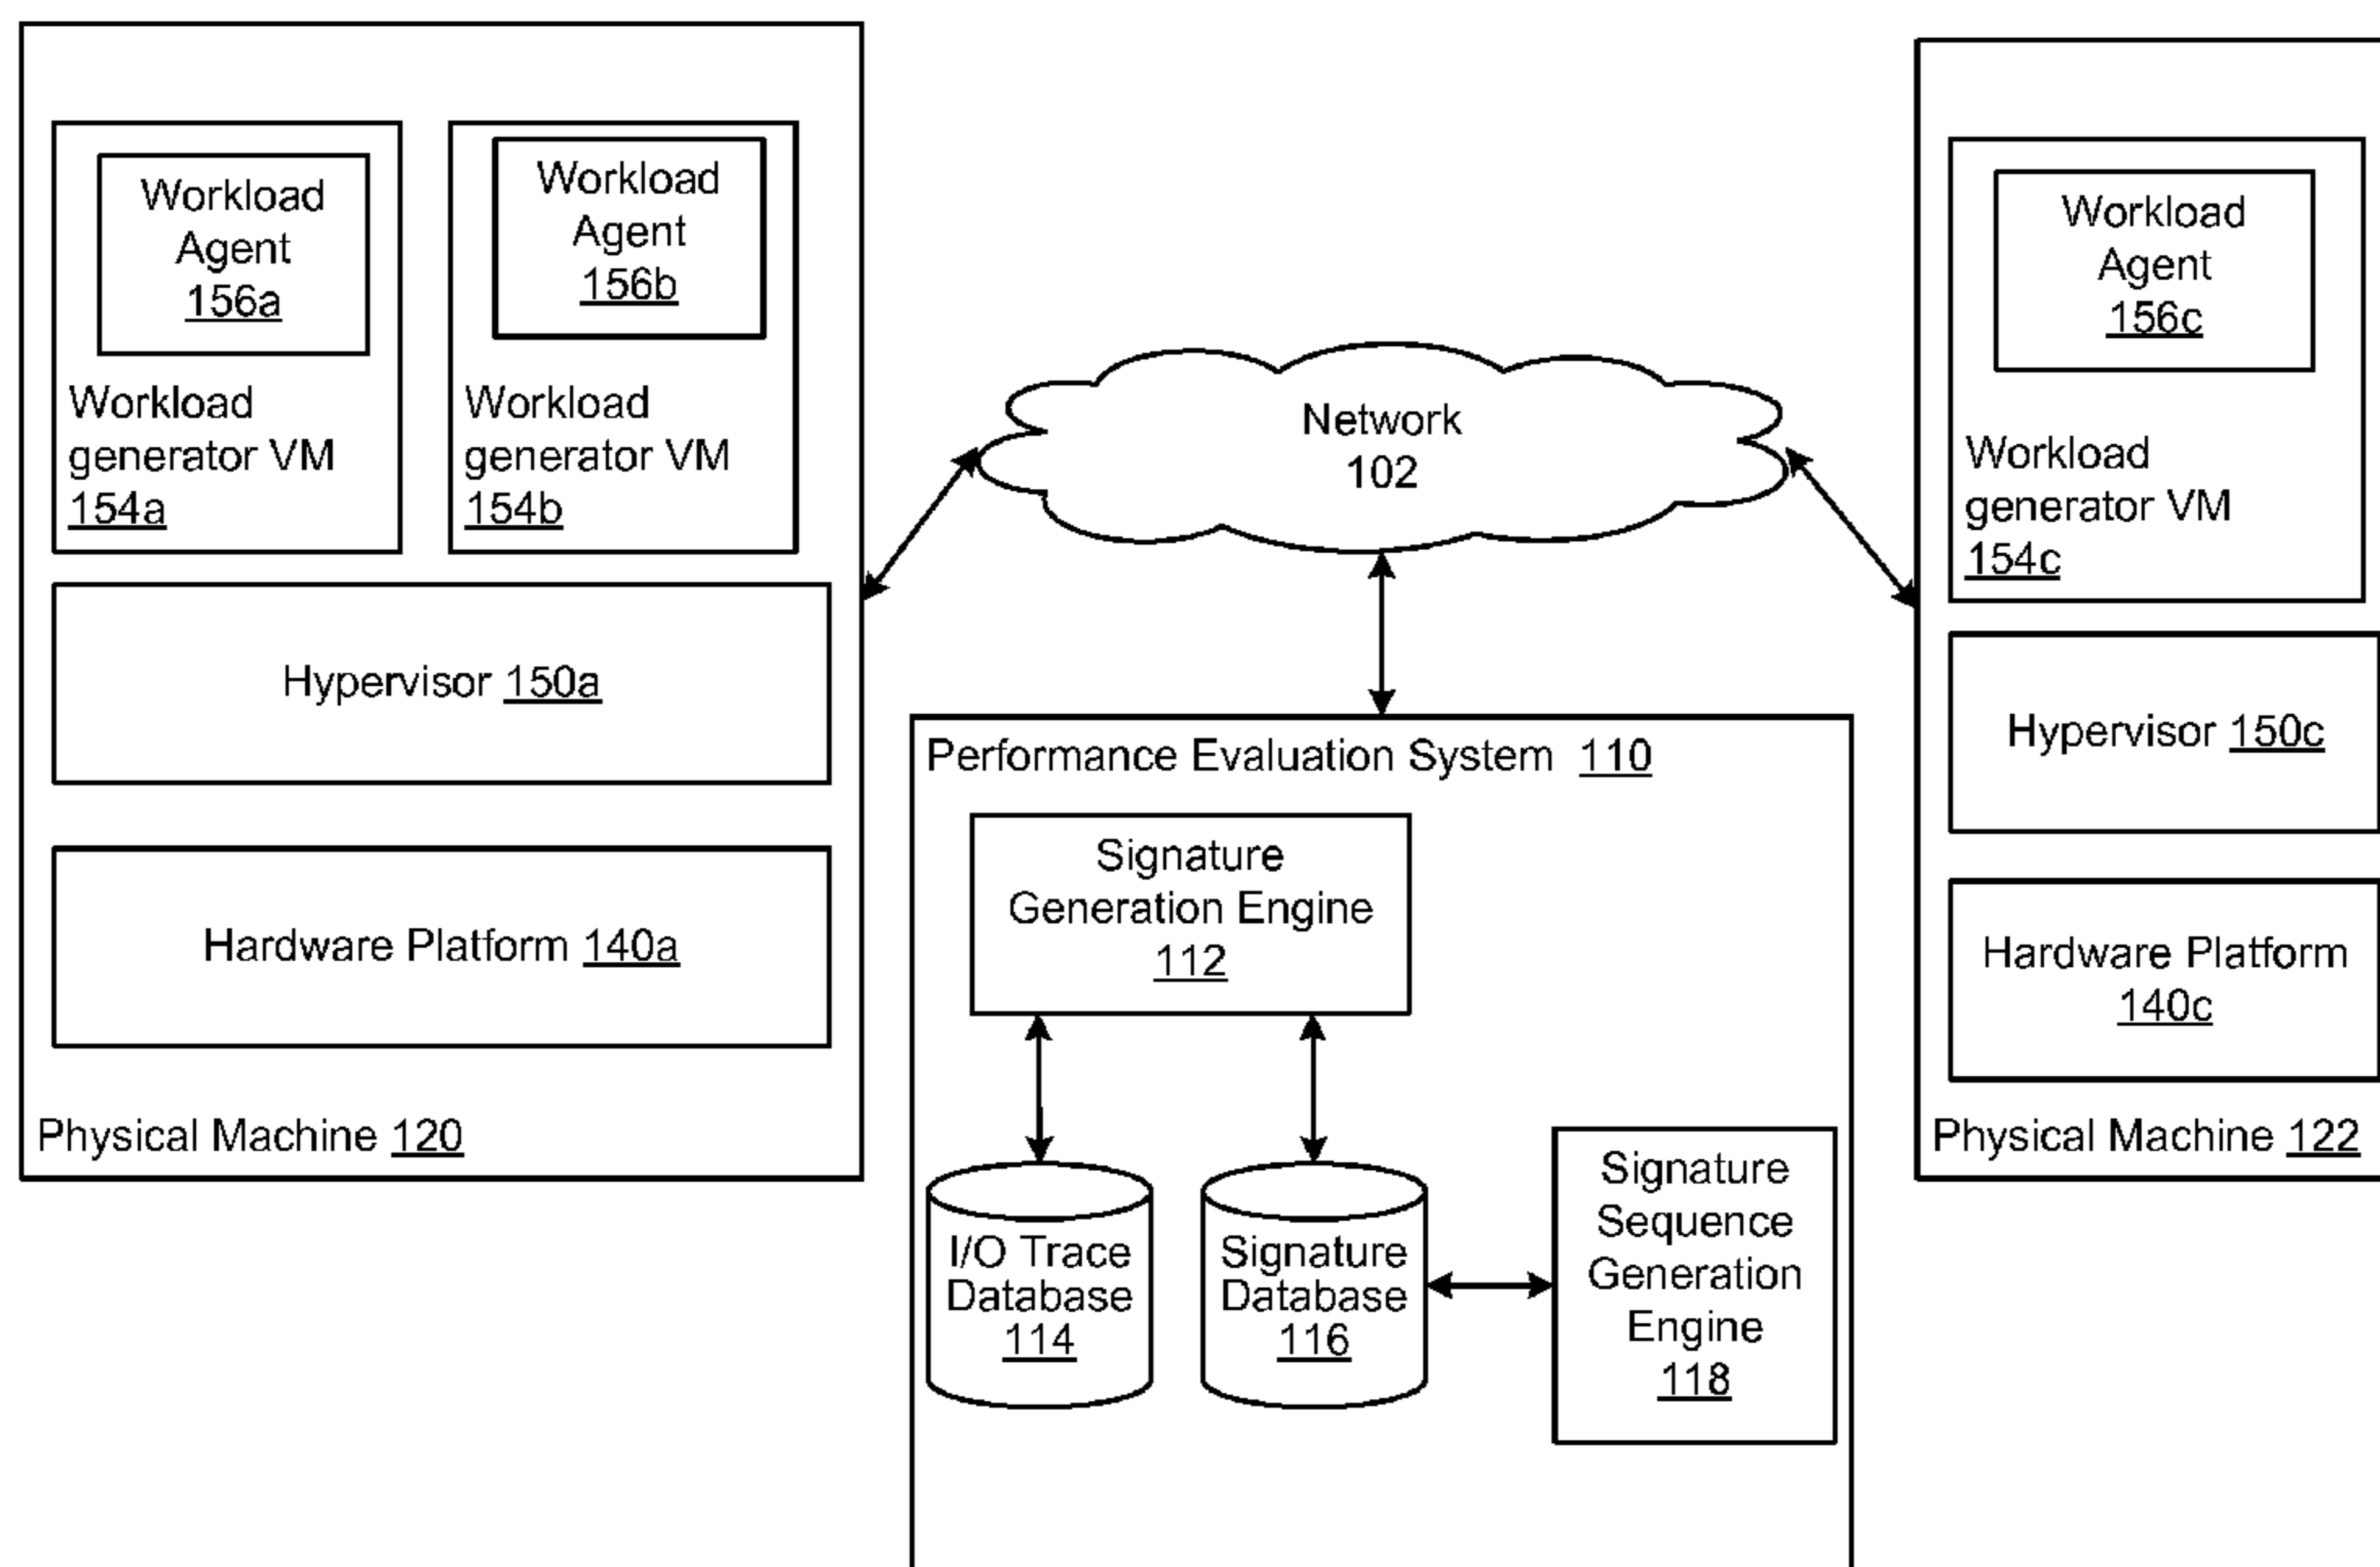 Workload
Agent
156a
Workload
generator VM
154a
Workload
Agent
156b
Workload
generator VM
154b
Hypervisor 150a
Hardware Platform 140a
Physical Machine 120
Network
102
Performance Evaluation System 110
Signature
Generation Engine
112
I/O Trace
Database
114
Signature
Database
116
Signature
Sequence
Generation
Engine
118
Workload
Agent
156c
Workload
generator VM
154c
Hypervisor 150c
Hardware Platform
140c
Physical Machine 122